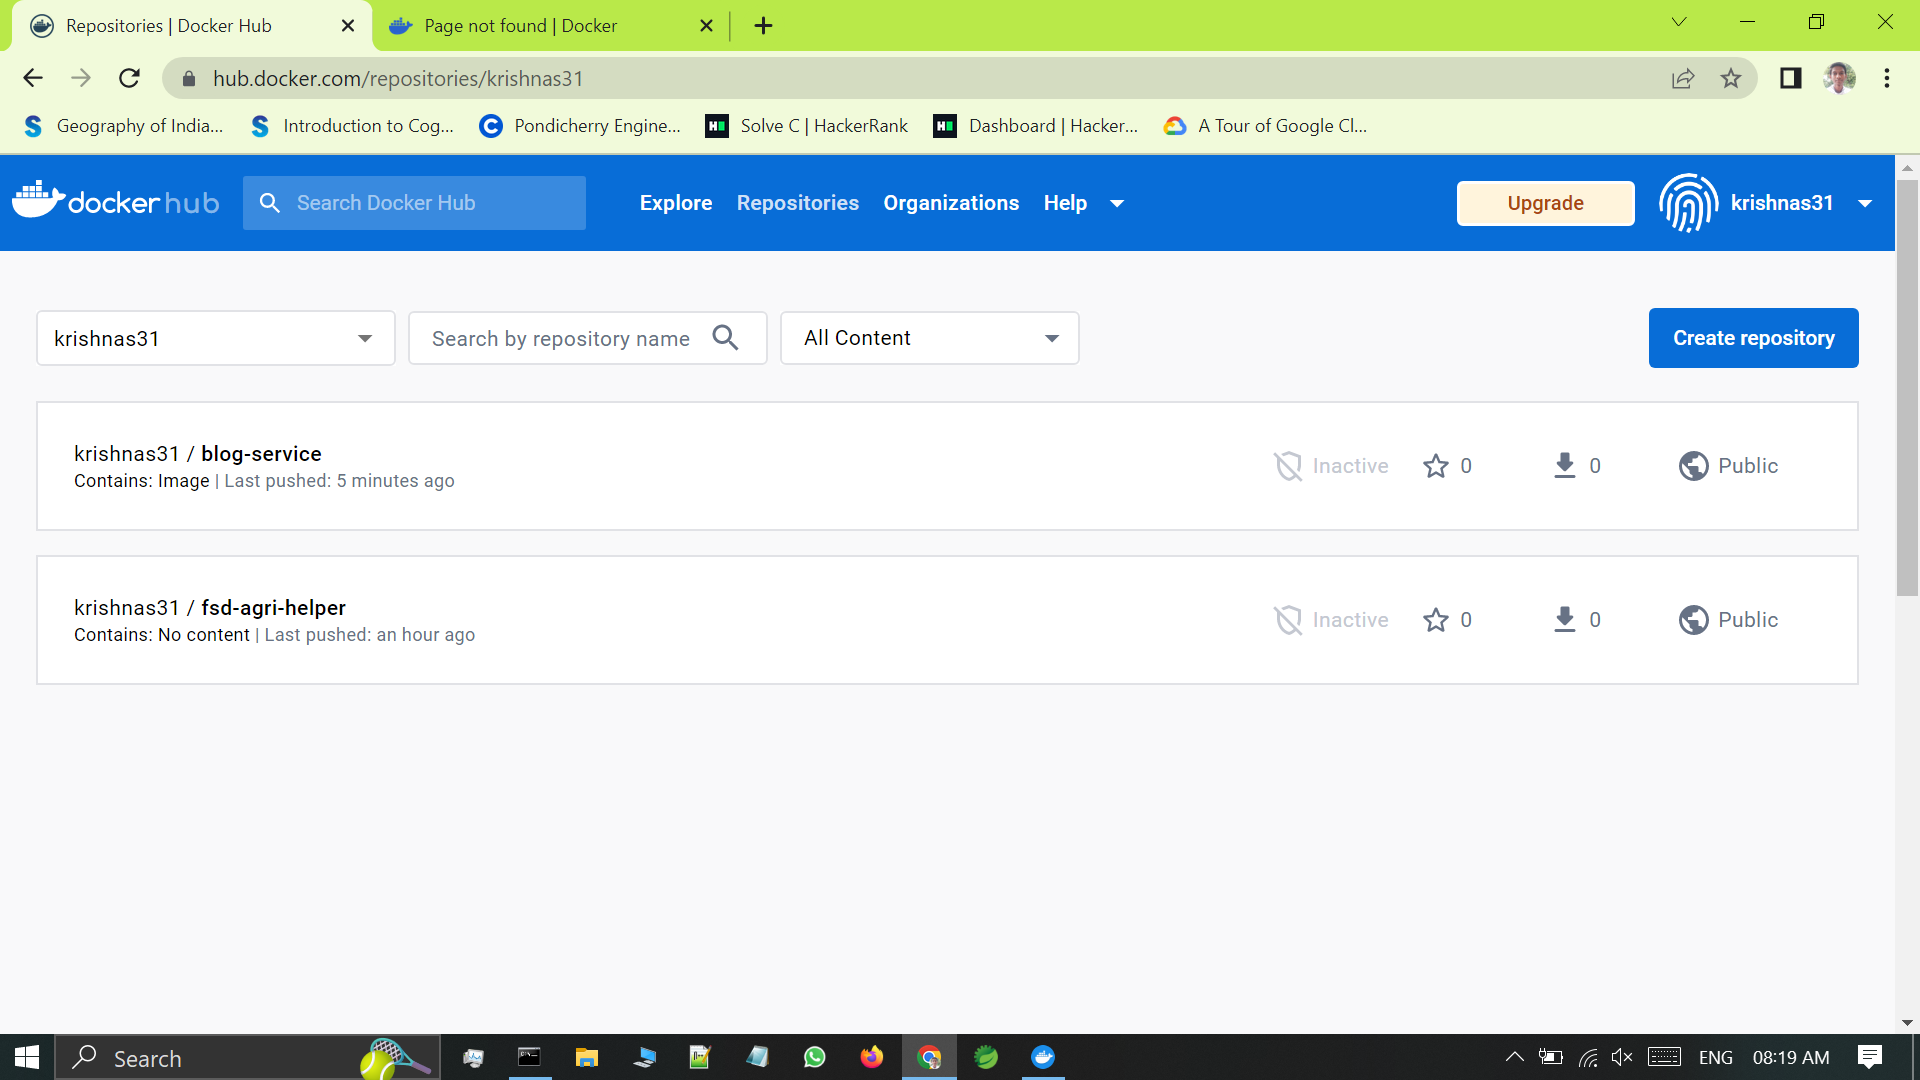 Repositories | Docker Hub
Page not found | Docker
hub.docker.com/repositories/krishnas31
Geography of India...
Introduction to Cog...
Pondicherry Engine...
Solve C | HackerRank
Dashboard | Hacker...
A Tour of Google Cl...
docker hub
Search Docker Hub
Explore
Repositories
Organizations
Help
Upgrade
krishnas31
krishnas31
Search by repository name
All Content
Create repository
krishnas31 / blog-service
Contains: Image | Last pushed: 5 minutes ago
Inactive
0
0
Public
krishnas31 / fsd-agri-helper
Contains: No content | Last pushed: an hour ago
Inactive
0
0
Public
Search
ENG
08:19 AM